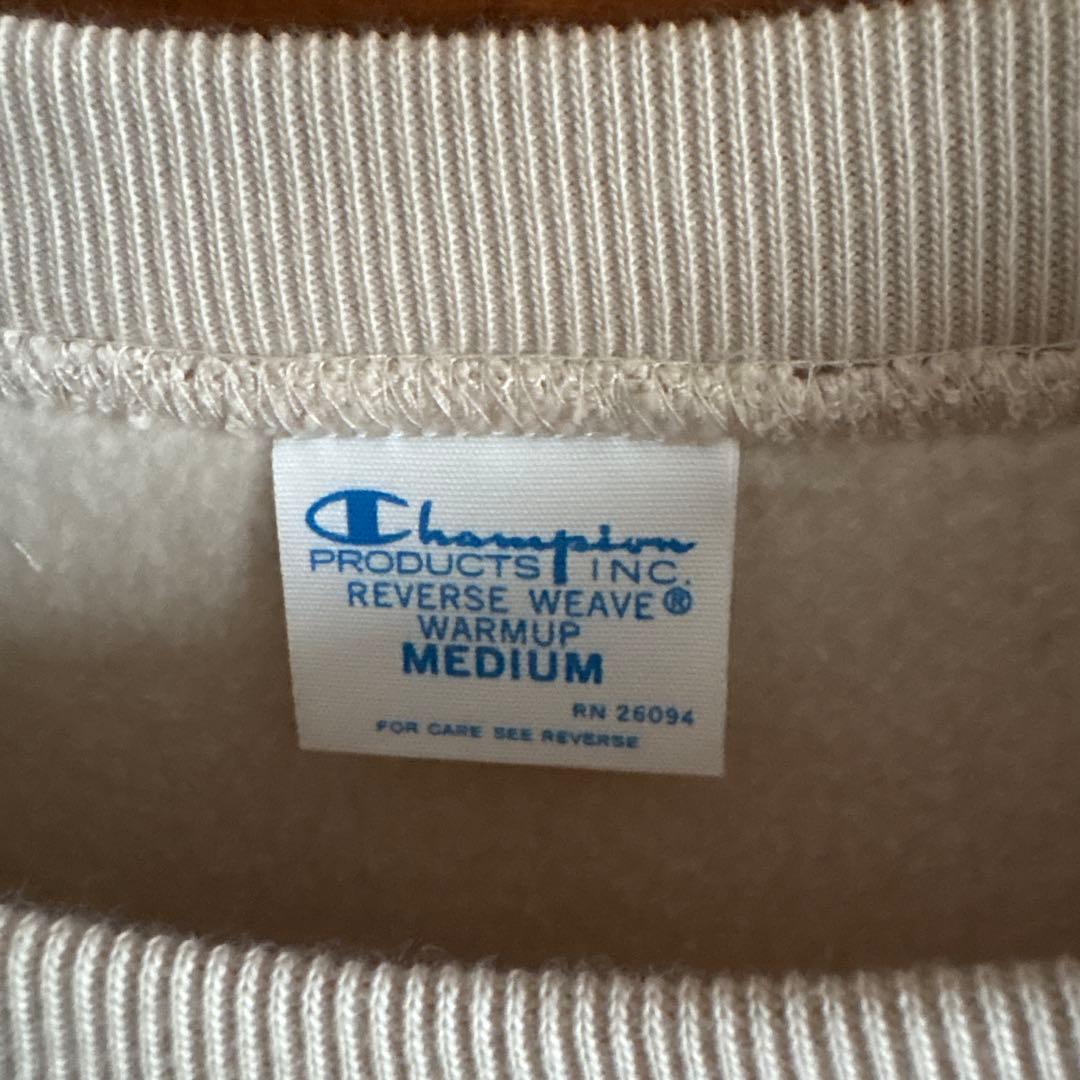 Champion
PRODUCTS INC.
REVERSE WEAVE®
WARMUP
MEDIUM
RN 26094
FOR CARE SEE REVERSE